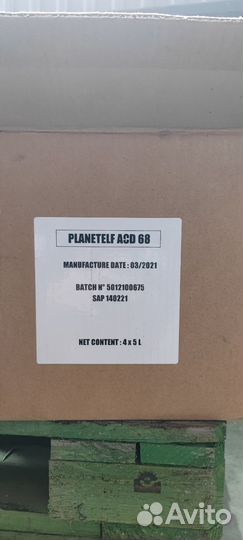 PLANETELF ACD 68
MANUFACTURE DATE : 03/2021
BATCH N° 5012100675
SAP 140221
NET CONTENT : 4 x 5 L
Avito